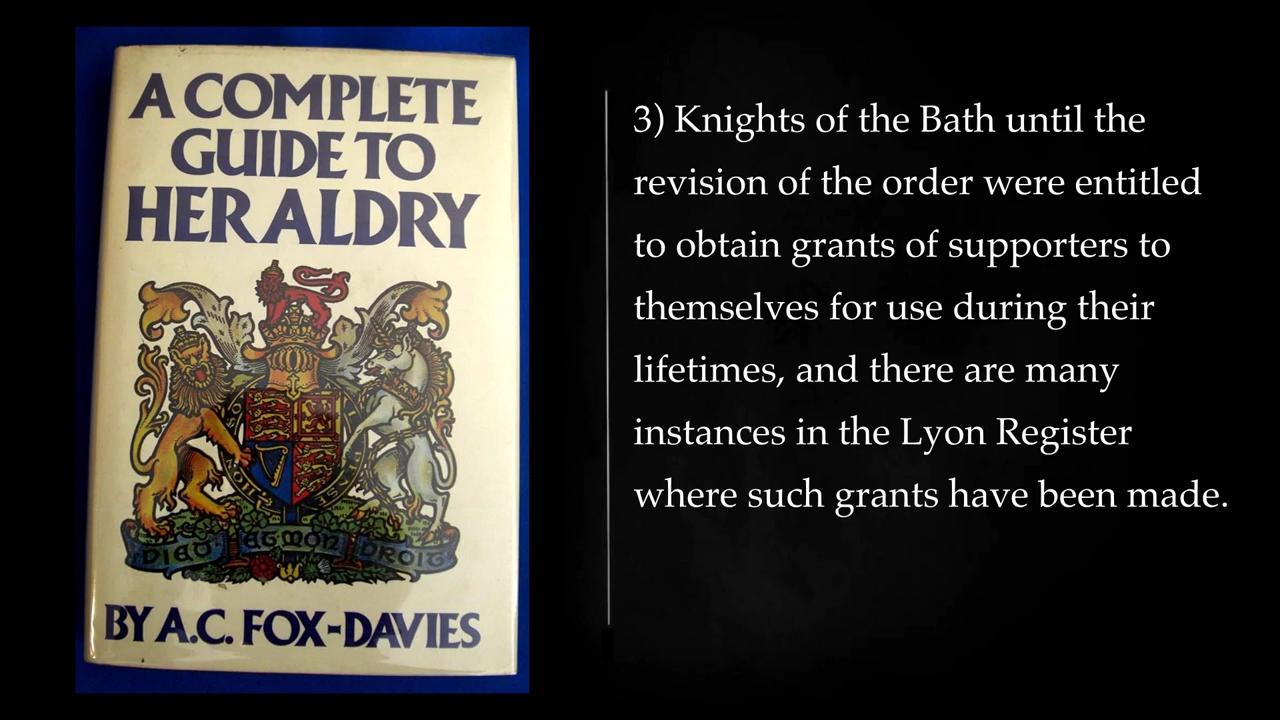 A COMPLETE
GUIDE TO
HERALDRY
DIEU ET MON DROIT
BY A.C. FOX-DAVIES
3) Knights of the Bath until the
revision of the order were entitled
to obtain grants of supporters to
themselves for use during their
lifetimes, and there are many
instances in the Lyon Register
where such grants have been made.